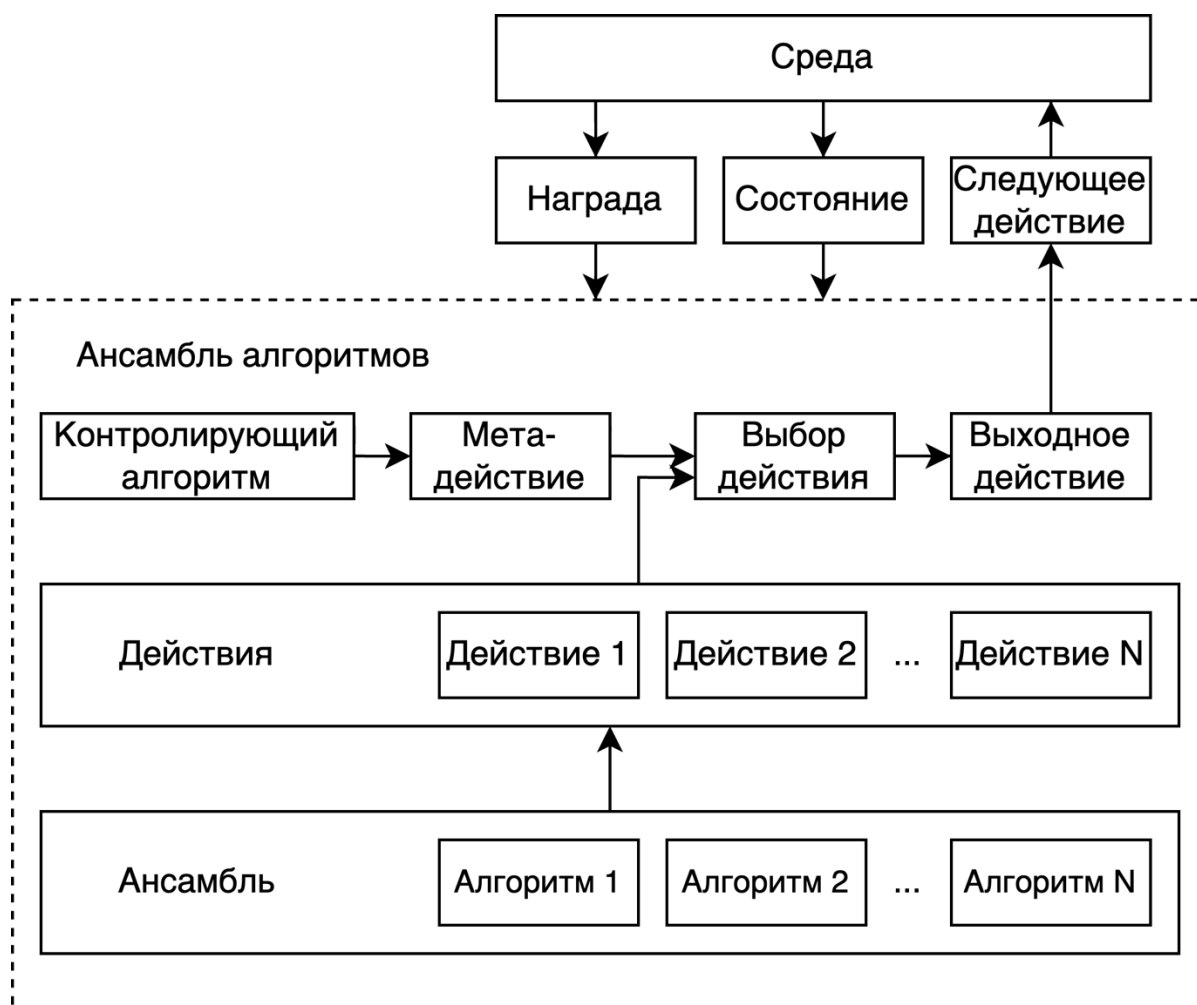 Среда
Награда
Состояние
Следующее
действие
Ансамбль алгоритмов
Контролирующий
алгоритм
Мета-
действие
Выбор
действия
Выходное
действие
Действия
Действие 1
Действие 2
...
Действие N
Ансамбль
Алгоритм 1
Алгоритм 2
...
Алгоритм N